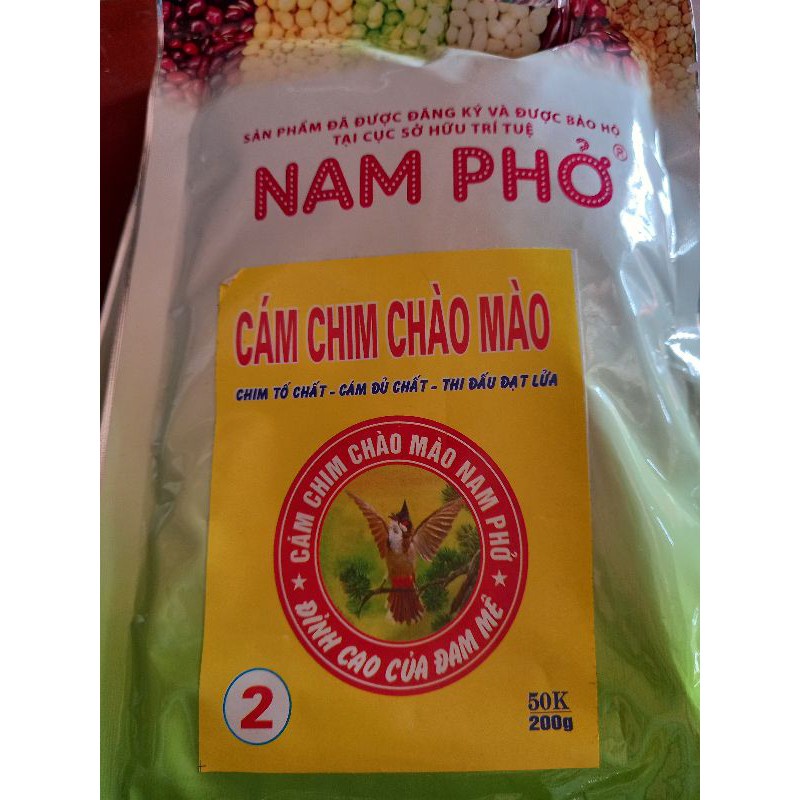 SẢN PHẨM ĐÃ ĐƯỢC ĐĂNG KÝ VÀ ĐƯỢC BẢO HỘ
TẠI CỤC SỞ HỮU TRÍ TUỆ
NAM PHỞ®
CÁM CHIM CHÀO MÀO
CHIM TỐ CHẤT - CÁM ĐỦ CHẤT - THI ĐẤU ĐẠT LỬA
CÁM CHIM CHÀO MÀO NAM PHỞ
ĐỈNH CAO CỦA ĐAM MÊ
2
50K
200g